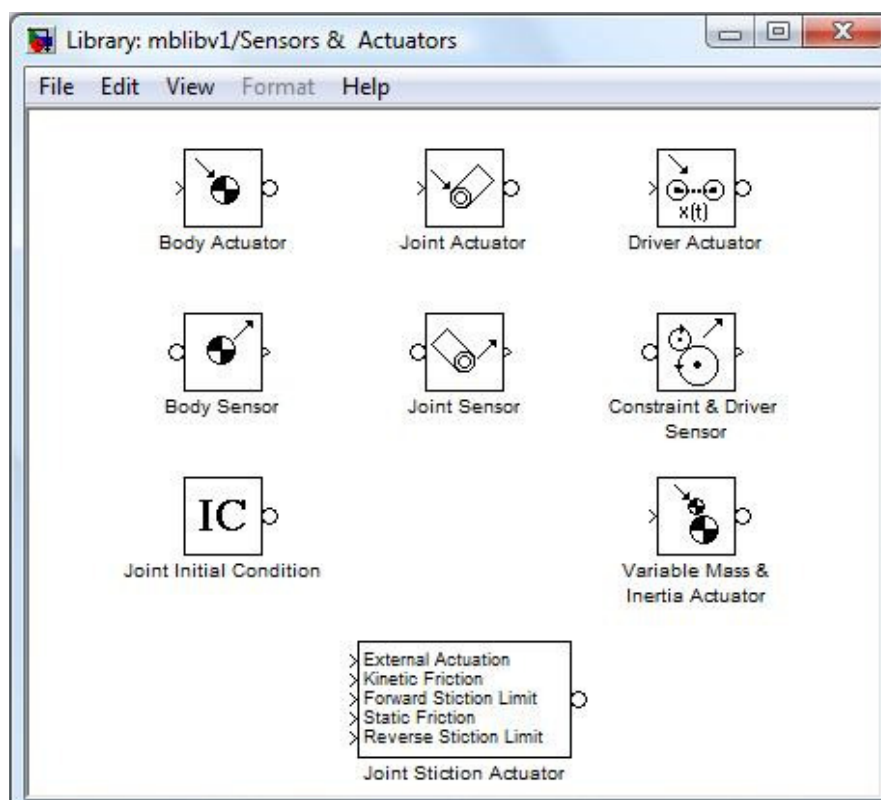 Library: mblibv1/Sensors & Actuators
File Edit View Format Help
x(t)
Body Actuator
Joint Actuator
Driver Actuator
Body Sensor
Joint Sensor
Constraint & Driver
Sensor
IC
Joint Initial Condition
Variable Mass &
Inertia Actuator
External Actuation
Kinetic Friction
Forward Stiction Limit
Static Friction
Reverse Stiction Limit
Joint Stiction Actuator